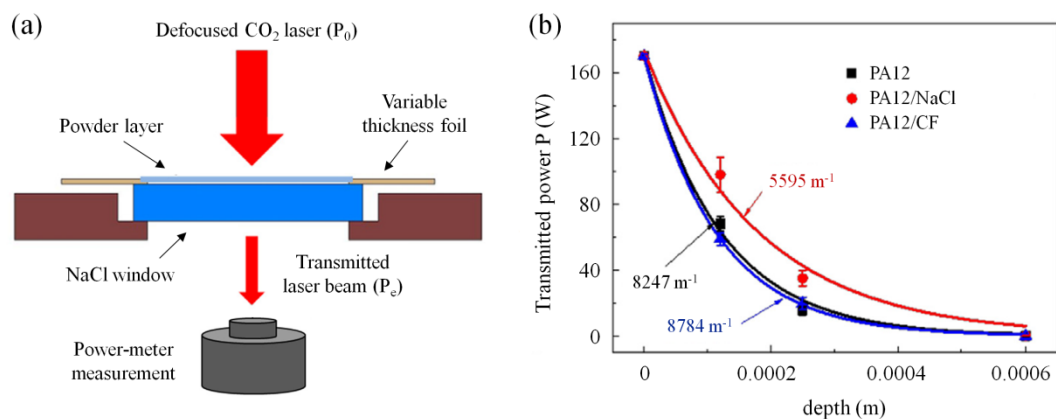 (a)
Defocused CO₂ laser (P₀)
Powder layer
Variable
thickness foil
NaCl window
Transmitted
laser beam (Pₑ)
Power-meter
measurement
(b)
Transmitted power P (W)
160
120
80
40
0
PA12
PA12/NaCl
PA12/CF
5595 m⁻¹
8247 m⁻¹
8784 m⁻¹
0
0.0002
0.0004
0.0006
depth (m)